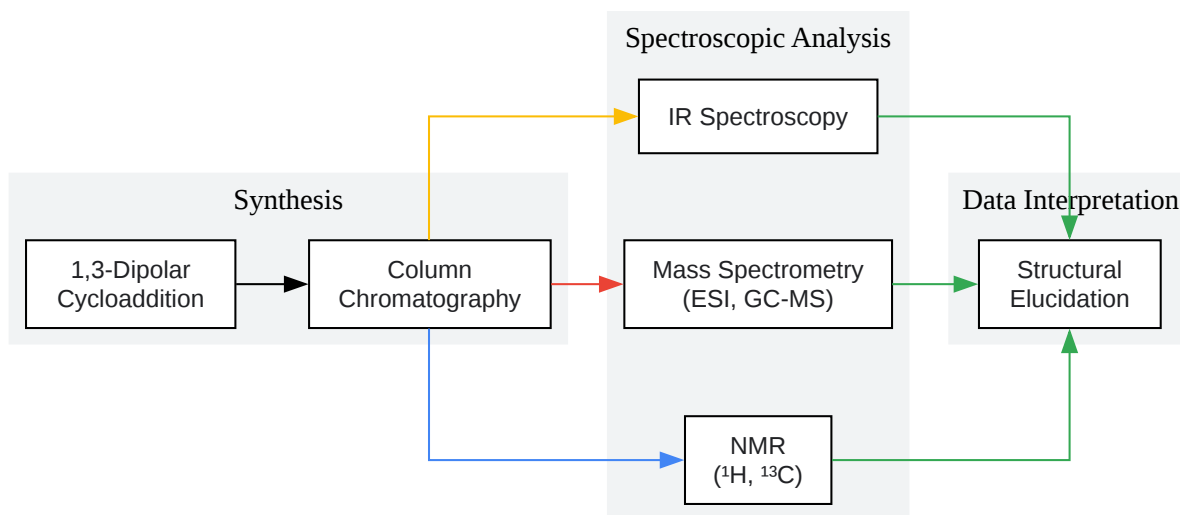 Spectroscopic Analysis
IR Spectroscopy
Synthesis
Data Interpretation
1,3-Dipolar
Cycloaddition
Column
Chromatography
Mass Spectrometry
(ESI, GC-MS)
Structural
Elucidation
NMR
(¹H, ¹³C)